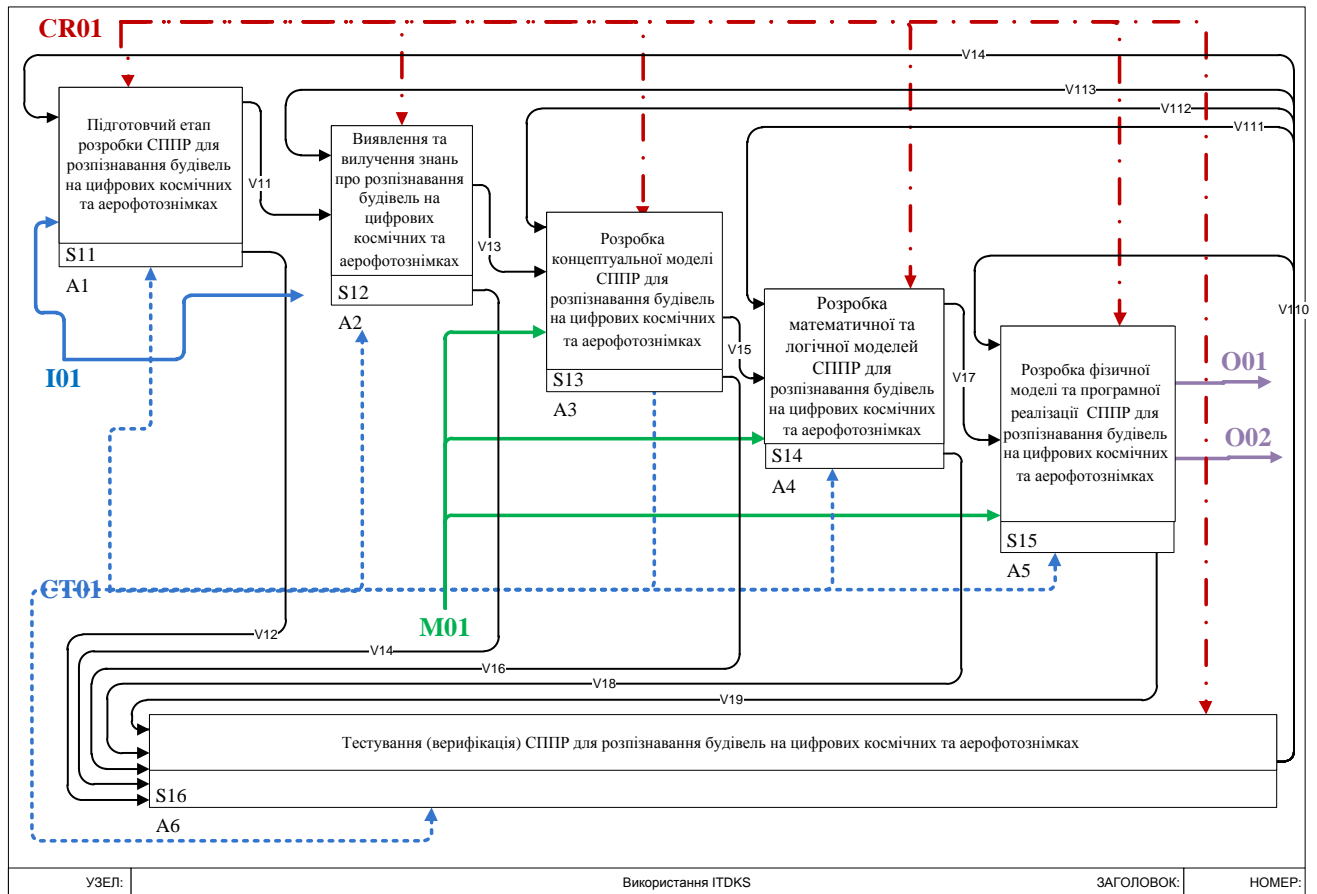 CR01
V14
V113
V112
V111
Підготовчий етап
розробки СППР для
розпізнавання будівель
на цифрових космічних
та аерофотознімках
S11
A1
V11
Виявлення та
вилучення знань
про розпізнавання
будівель на
цифрових
космічних та
аерофотознімках
S12
A2
V13
Розробка
концептуальної моделі
СППР для
розпізнавання будівель
на цифрових космічних
та аерофотознімках
S13
A3
V15
Розробка
математичної та
логічної моделей
СППР для
розпізнавання будівель
на цифрових космічних
та аерофотознімках
S14
A4
V17
V110
Розробка фізичної
моделі та програмної
реалізації СППР для
розпізнавання будівель
на цифрових космічних
та аерофотознімках
S15
A5
O01
O02
I01
CT01
M01
V12
V14
V16
V18
V19
Тестування (верифікація) СППР для розпізнавання будівель на цифрових космічних та аерофотознімках
S16
A6
УЗЕЛ: Використання ITDKS ЗАГОЛОВОК: НОМЕР: